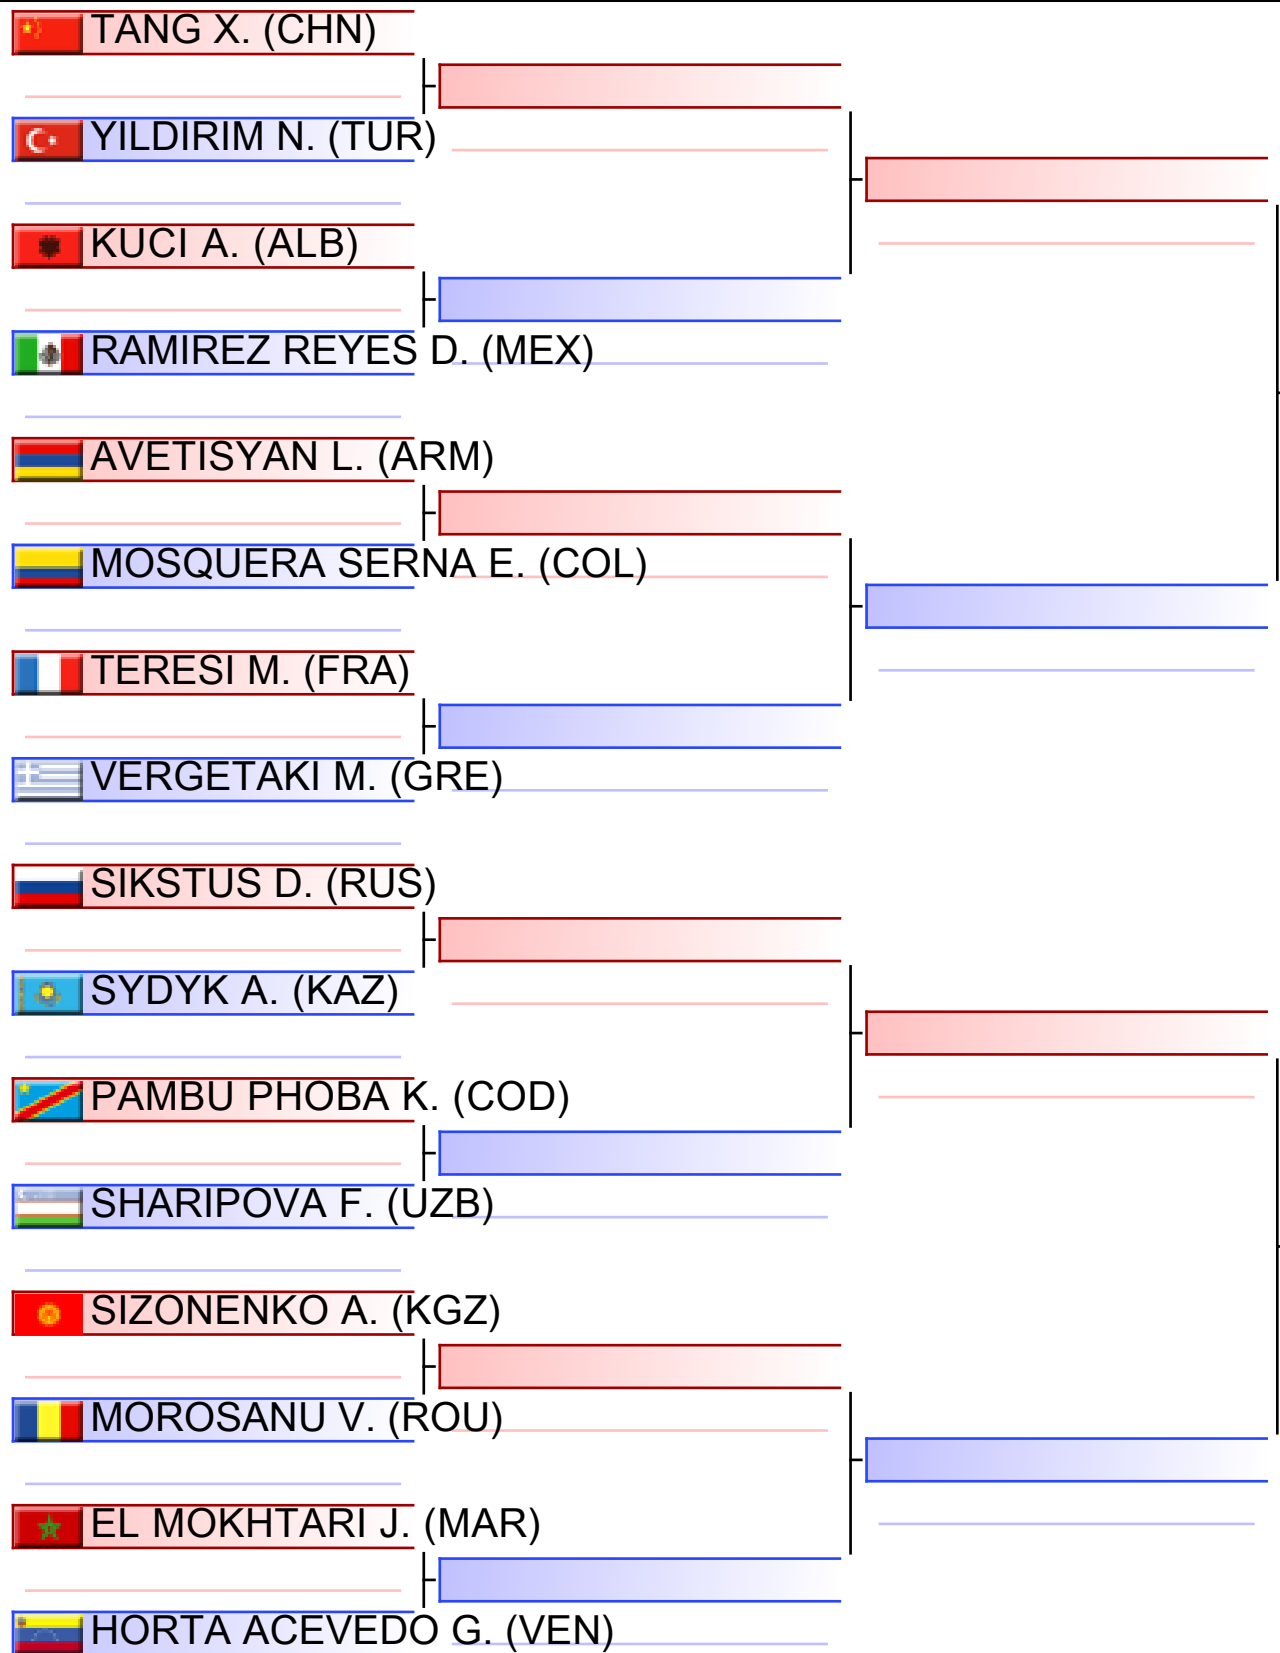 TANG X. (CHN)
YILDIRIM N. (TUR)
KUCI A. (ALB)
RAMIREZ REYES D. (MEX)
AVETISYAN L. (ARM)
MOSQUERA SERNA E. (COL)
TERESI M. (FRA)
VERGETAKI M. (GRE)
SIKSTUS D. (RUS)
SYDYK A. (KAZ)
PAMBU PHOBA K. (COD)
SHARIPOVA F. (UZB)
SIZONENKO A. (KGZ)
MOROSANU V. (ROU)
EL MOKHTARI J. (MAR)
HORTA ACEVEDO G. (VEN)